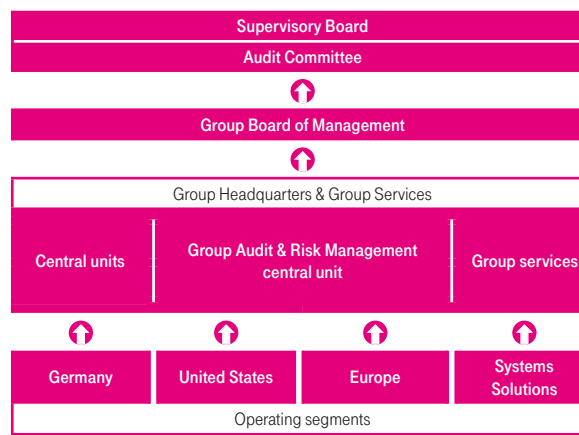 Supervisory Board
Audit Committee
Group Board of Management
Group Headquarters & Group Services
Central units
Group Audit & Risk Management
central unit
Group services
Germany
United States
Europe
Systems
Solutions
Operating segments